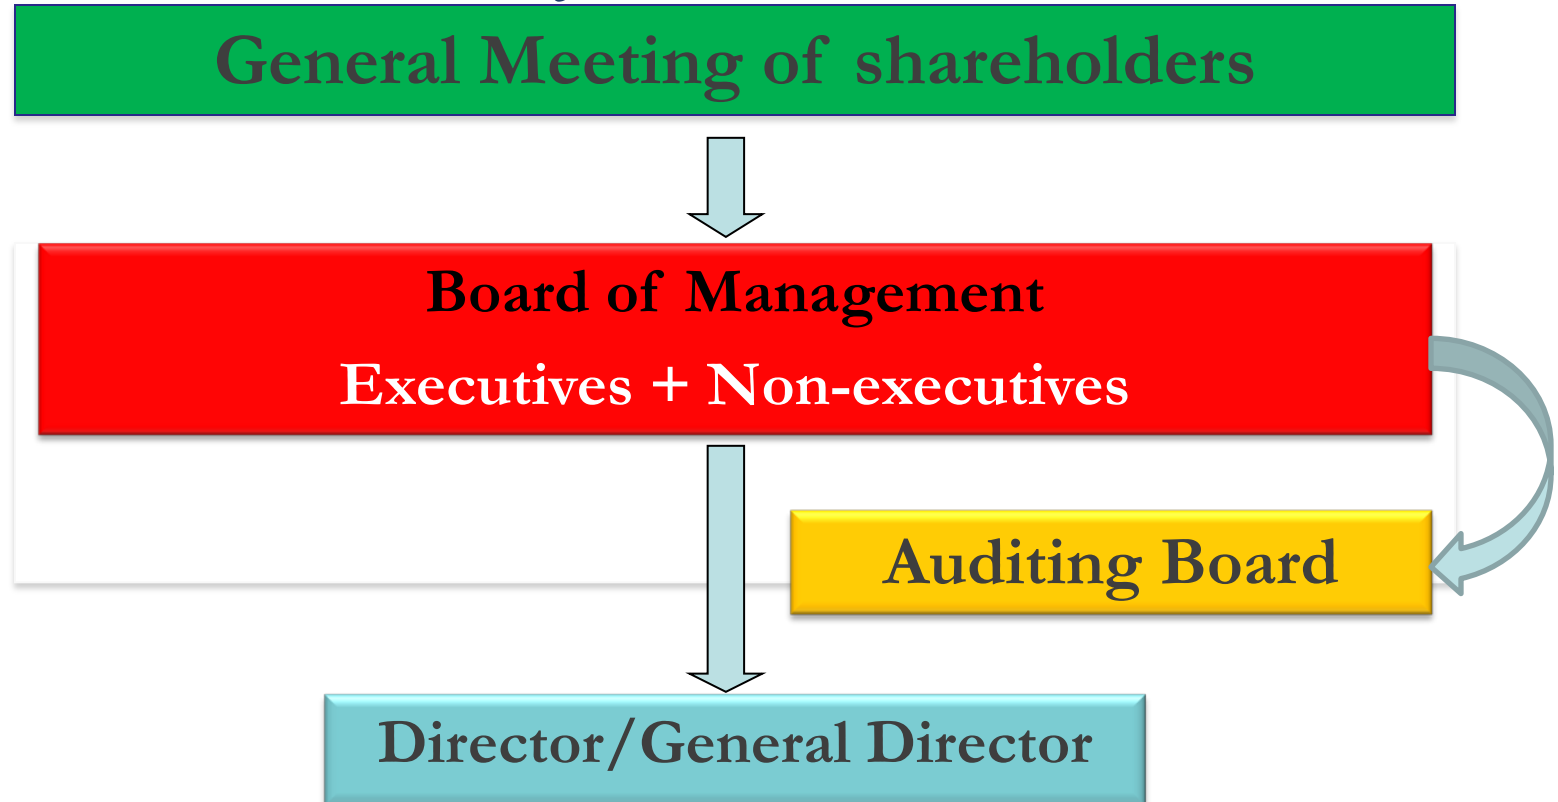 General Meeting of shareholders
Board of Management
Executives + Non-executives
Auditing Board
Director/General Director